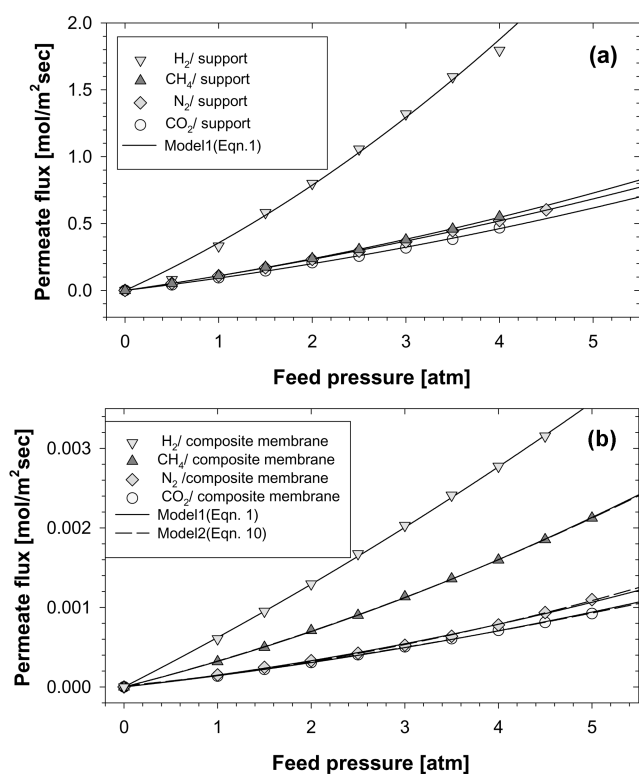 2.0
1.5
1.0
0.5
0.0
Permeate flux [mol/m²sec]
H₂/ support
CH₄/ support
N₂/ support
CO₂/ support
Model1(Eqn.1)
(a)
0 1 2 3 4 5
Feed pressure [atm]
0.003
0.002
0.001
0.000
Permeate flux [mol/m²sec]
H₂/ composite membrane
CH₄/ composite membrane
N₂ /composite membrane
CO₂/ composite membrane
Model1(Eqn. 1)
Model2(Eqn. 10)
(b)
0 1 2 3 4 5
Feed pressure [atm]